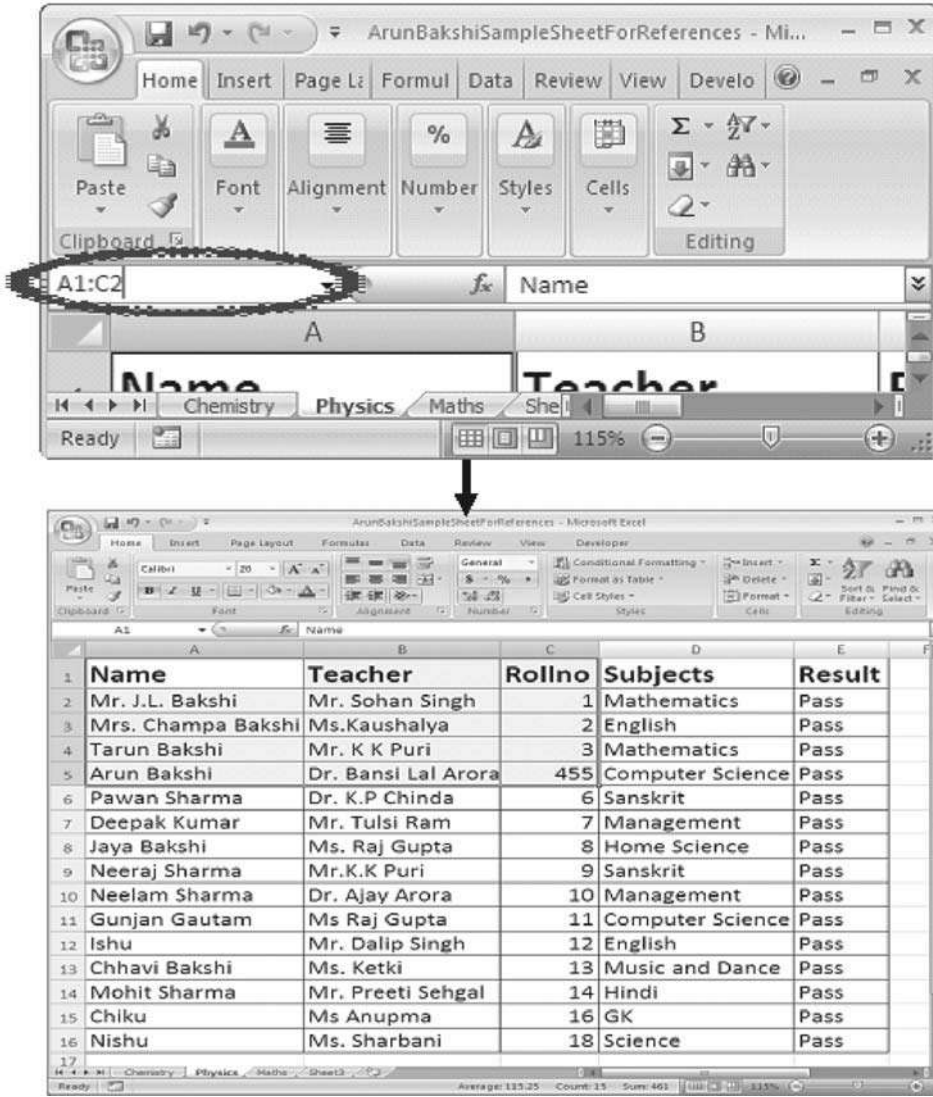 ArunBakshiSampleSheetForReferences - Mi...
Home Insert Page La Formul Data Review View Develo
Paste Font Alignment Number Styles Cells
Clipboard Editing
A1:C2 fx Name
A B
Name Teacher
Chemistry Physics Maths She
Ready 115%
ArunBakshiSampleSheetForReferences - Microsoft Excel
Home Insert Page Layout Formulas Data Review View Developer
Calibri 20 General Conditional Formatting Insert
Paste B I U $ % , Format as Table Delete Sort & Find &
Cell Styles Format Filter Select
Clipboard Font Alignment Number Styles Cells Editing
A1 fx Name
A B C D E F
1 Name Teacher Rollno Subjects Result
2 Mr. J.L. Bakshi Mr. Sohan Singh 1 Mathematics Pass
3 Mrs. Champa Bakshi Ms.Kaushalya 2 English Pass
4 Tarun Bakshi Mr. K K Puri 3 Mathematics Pass
5 Arun Bakshi Dr. Bansi Lal Arora 455 Computer Science Pass
6 Pawan Sharma Dr. K.P Chinda 6 Sanskrit Pass
7 Deepak Kumar Mr. Tulsi Ram 7 Management Pass
8 Jaya Bakshi Ms. Raj Gupta 8 Home Science Pass
9 Neeraj Sharma Mr.K.K Puri 9 Sanskrit Pass
10 Neelam Sharma Dr. Ajay Arora 10 Management Pass
11 Gunjan Gautam Ms Raj Gupta 11 Computer Science Pass
12 Ishu Mr. Dalip Singh 12 English Pass
13 Chhavi Bakshi Ms. Ketki 13 Music and Dance Pass
14 Mohit Sharma Mr. Preeti Sehgal 14 Hindi Pass
15 Chiku Ms Anupma 16 GK Pass
16 Nishu Ms. Sharbani 18 Science Pass
17
Chemistry Physics Maths Sheet3
Ready Average: 115.25 Count: 15 Sum: 461 115%